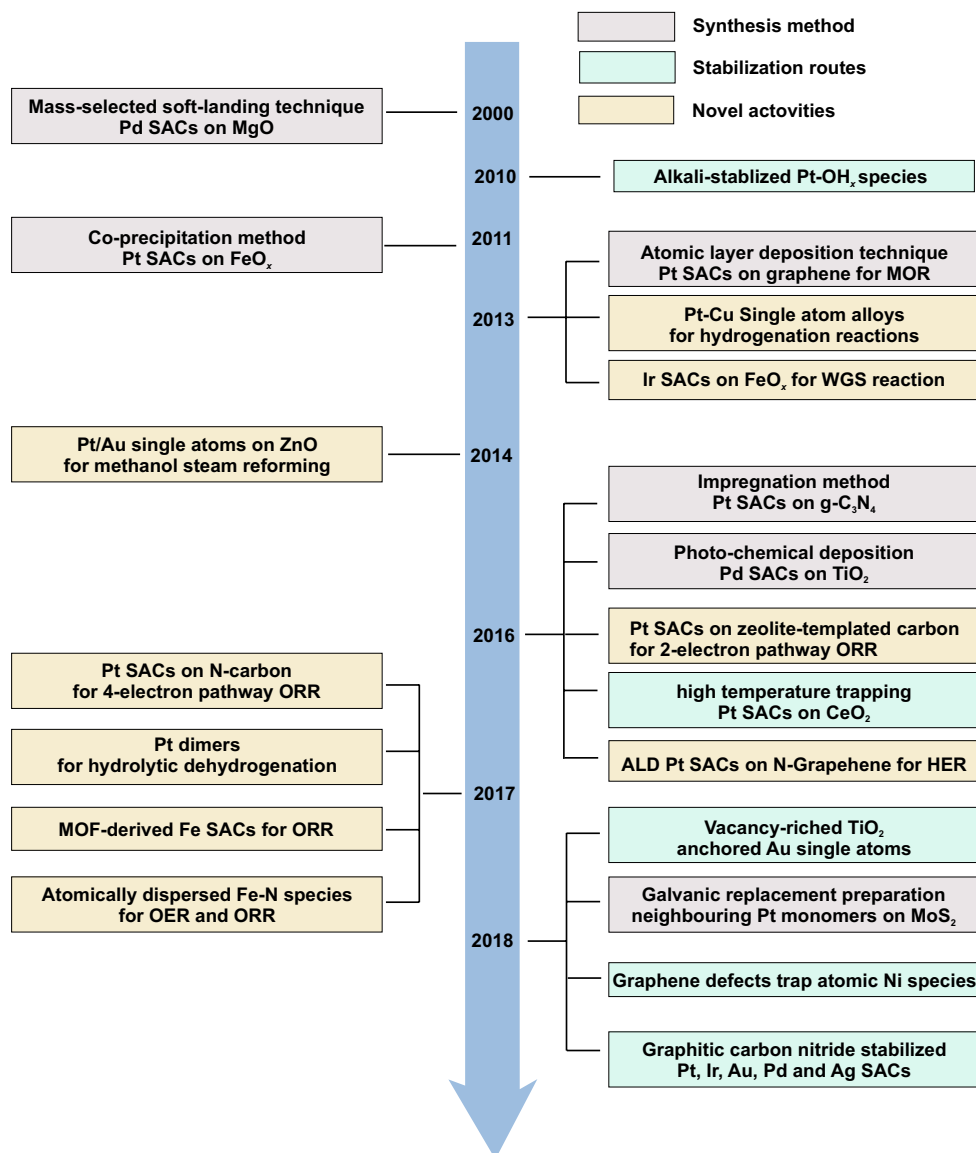 Synthesis method
Stabilization routes
Novel actovities
Mass-selected soft-landing technique
Pd SACs on MgO
2000
2010
Alkali-stablized Pt-OHₓ species
Co-precipitation method
Pt SACs on FeOₓ
2011
Atomic layer deposition technique
Pt SACs on graphene for MOR
2013
Pt-Cu Single atom alloys
for hydrogenation reactions
Ir SACs on FeOₓ for WGS reaction
Pt/Au single atoms on ZnO
for methanol steam reforming
2014
Impregnation method
Pt SACs on g-C₃N₄
Photo-chemical deposition
Pd SACs on TiO₂
2016
Pt SACs on zeolite-templated carbon
for 2-electron pathway ORR
high temperature trapping
Pt SACs on CeO₂
ALD Pt SACs on N-Grapehene for HER
Pt SACs on N-carbon
for 4-electron pathway ORR
Pt dimers
for hydrolytic dehydrogenation
2017
MOF-derived Fe SACs for ORR
Atomically dispersed Fe-N species
for OER and ORR
Vacancy-riched TiO₂
anchored Au single atoms
Galvanic replacement preparation
neighbouring Pt monomers on MoS₂
2018
Graphene defects trap atomic Ni species
Graphitic carbon nitride stabilized
Pt, Ir, Au, Pd and Ag SACs